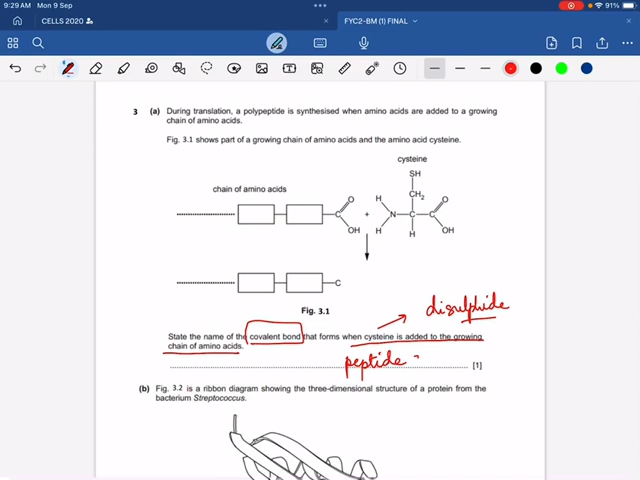 9:29 AM Mon 9 Sep
91%
CELLS 2020
FYC2-BM (1) FINAL
3 (a) During translation, a polypeptide is synthesised when amino acids are added to a growing
chain of amino acids.
Fig. 3.1 shows part of a growing chain of amino acids and the amino acid cysteine.
cysteine
SH
chain of amino acids
CH2
O H O
C + N C C
OH H H OH
C
Fig. 3.1
disulphide
State the name of the covalent bond that forms when cysteine is added to the growing
chain of amino acids.
peptide
[1]
(b) Fig. 3.2 is a ribbon diagram showing the three-dimensional structure of a protein from the
bacterium Streptococcus.